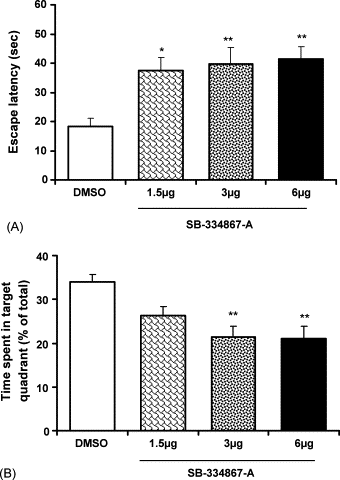 Escape latency (sec)
60
50
40
30
20
10
0
*
**
**
DMSO
1.5µg
3µg
6µg
SB-334867-A
(A)
Time spent in target
quadrant (% of total)
40
30
20
10
0
**
**
DMSO
1.5µg
3µg
6µg
SB-334867-A
(B)